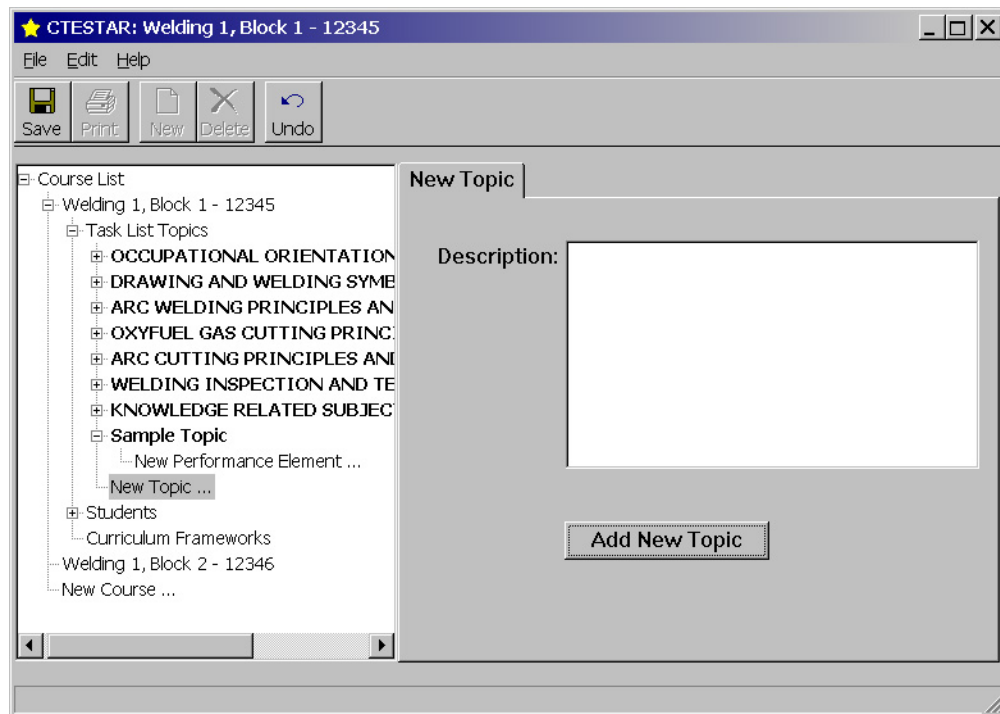 CTESTAR: Welding 1, Block 1 - 12345
File Edit Help
Save Print New Delete Undo
Course List
Welding 1, Block 1 - 12345
Task List Topics
OCCUPATIONAL ORIENTATION
DRAWING AND WELDING SYMB
ARC WELDING PRINCIPLES AN
OXYFUEL GAS CUTTING PRINC
ARC CUTTING PRINCIPLES AND
WELDING INSPECTION AND TE
KNOWLEDGE RELATED SUBJEC
Sample Topic
New Performance Element ...
New Topic ...
Students
Curriculum Frameworks
Welding 1, Block 2 - 12346
New Course ...
New Topic
Description:
Add New Topic